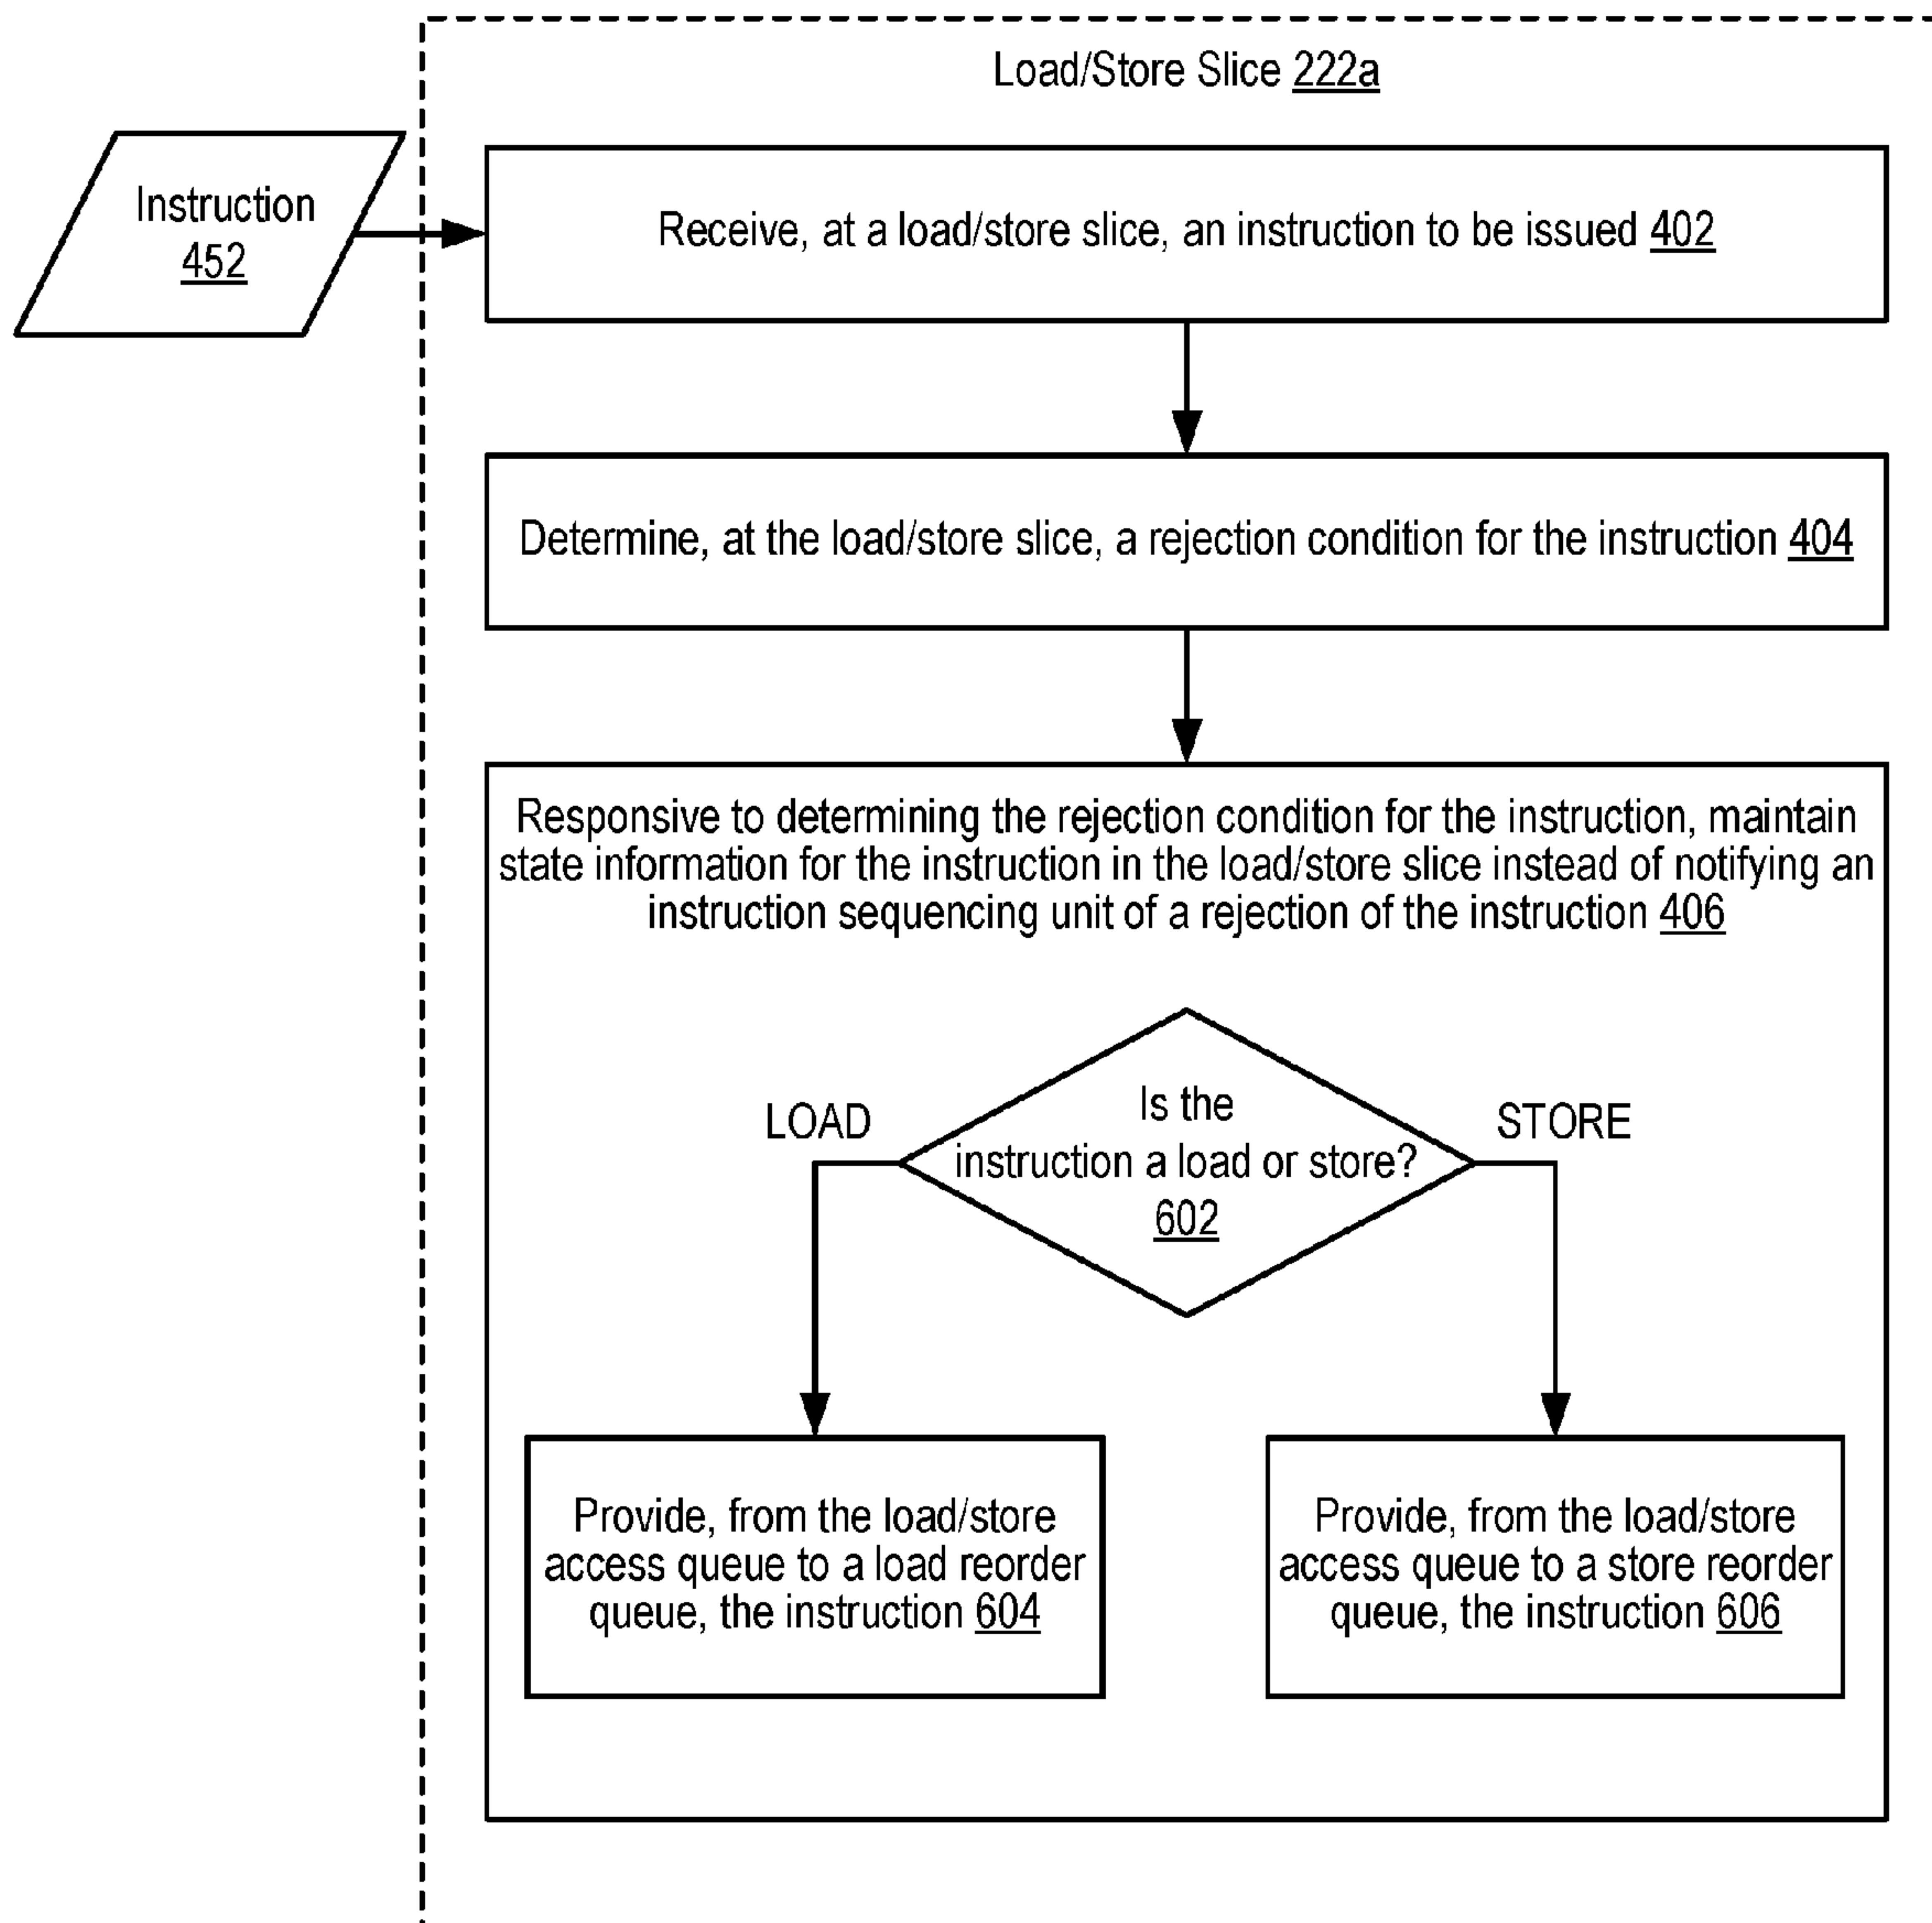 Load/Store Slice 222a
Instruction
452
Receive, at a load/store slice, an instruction to be issued 402
Determine, at the load/store slice, a rejection condition for the instruction 404
Responsive to determining the rejection condition for the instruction, maintain
state information for the instruction in the load/store slice instead of notifying an
instruction sequencing unit of a rejection of the instruction 406
Is the
instruction a load or store?
602
LOAD
STORE
Provide, from the load/store
access queue to a load reorder
queue, the instruction 604
Provide, from the load/store
access queue to a store reorder
queue, the instruction 606